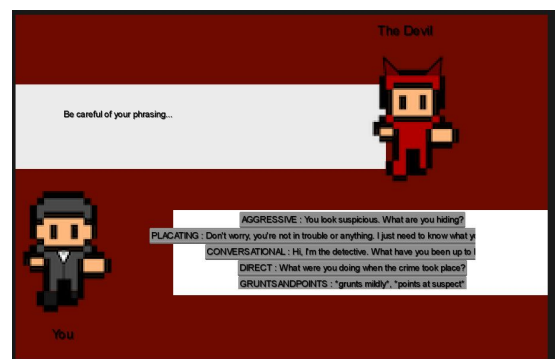 The Devil
Be careful of your phrasing...
AGGRESSIVE : You look suspicious. What are you hiding?
PLACATING : Don't worry, you're not in trouble or anything. I just need to know what
CONVERSATIONAL : Hi, I'm the detective. What have you been up to
DIRECT : What were you doing when the crime took place?
GRUNTSANDPOINTS : *grunts mildly*, *points at suspect*
You